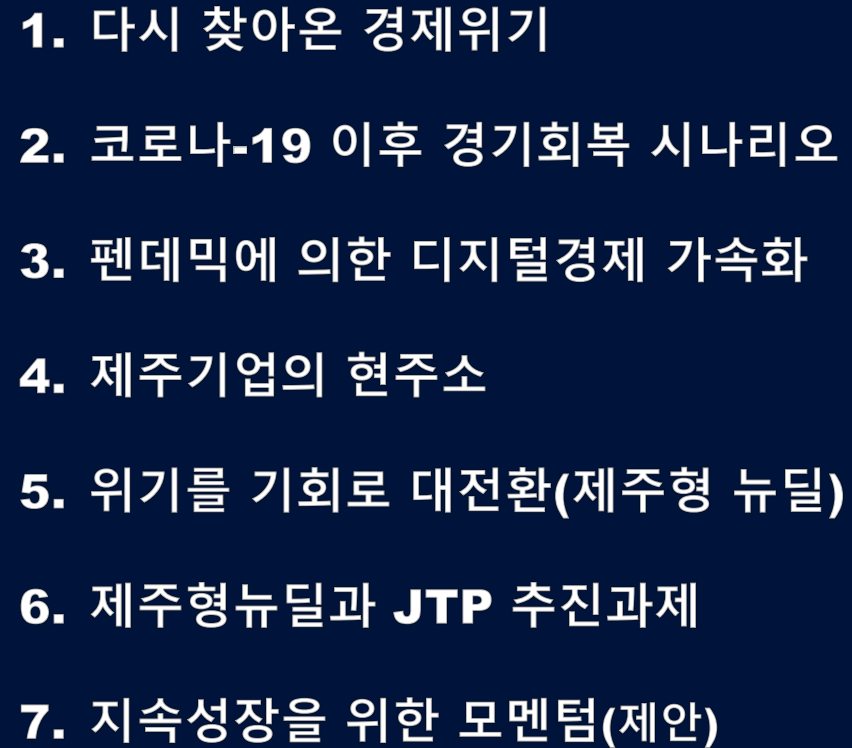 1. 다시 찾아온 경제위기
2. 코로나-19 이후 경기회복 시나리오
3. 펜데믹에 의한 디지털경제 가속화
4. 제주기업의 현주소
5. 위기를 기회로 대전환(제주형 뉴딜)
6. 제주형뉴딜과 JTP 추진과제
7. 지속성장을 위한 모멘텀(제안)